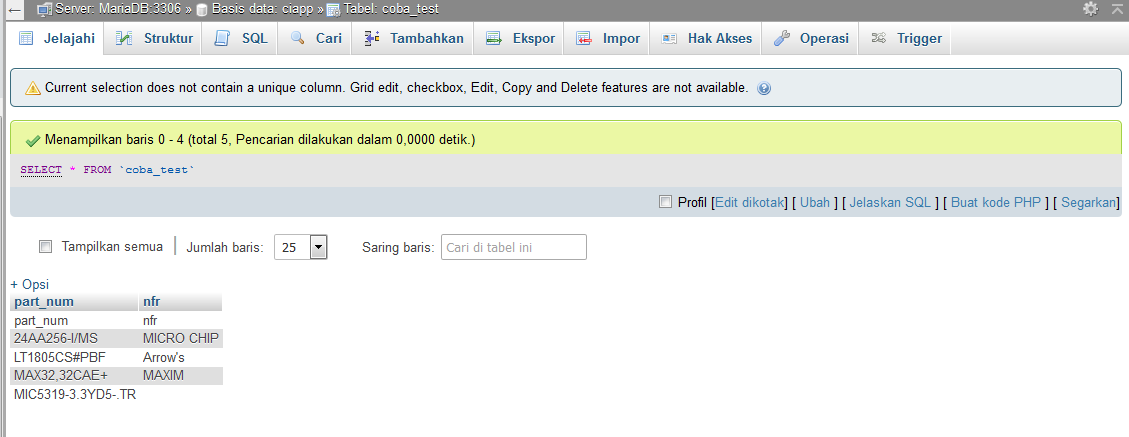 Server: MariaDB:3306 » Basis data: ciapp » Tabel: coba_test
Jelajahi Struktur SQL Cari Tambahkan Ekspor Impor Hak Akses Operasi Trigger
Current selection does not contain a unique column. Grid edit, checkbox, Edit, Copy and Delete features are not available.
Menampilkan baris 0 - 4 (total 5, Pencarian dilakukan dalam 0,0000 detik.)
SELECT * FROM `coba_test`
Profil [Edit dikotak] [ Ubah ] [ Jelaskan SQL ] [ Buat kode PHP ] [ Segarkan]
Tampilkan semua | Jumlah baris: 25 Saring baris: Cari di tabel ini
+ Opsi
part_num nfr
part_num nfr
24AA256-I/MS MICRO CHIP
LT1805CS#PBF Arrow's
MAX32,32CAE+ MAXIM
MIC5319-3.3YD5-.TR